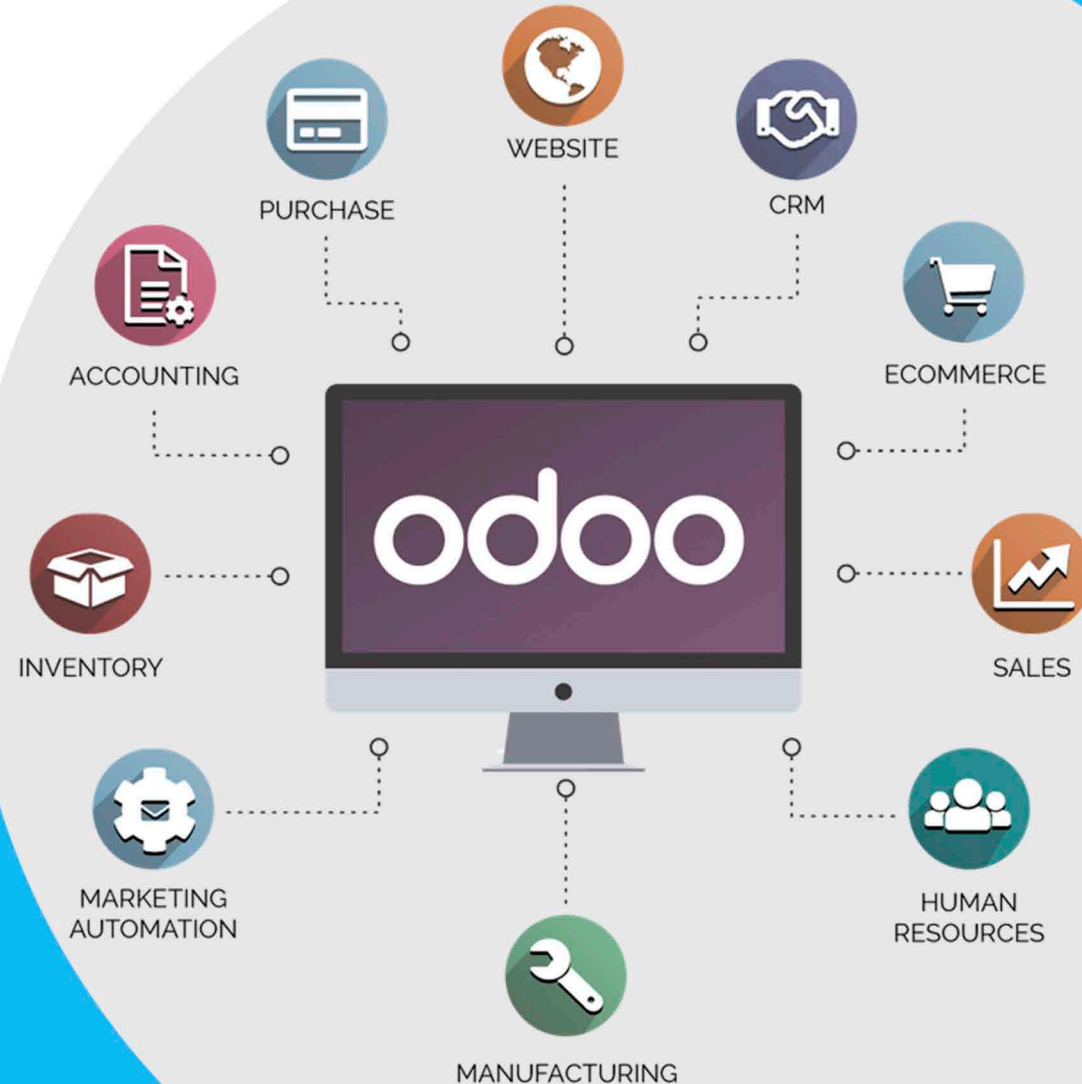 WEBSITE
CRM
PURCHASE
ACCOUNTING
ECOMMERCE
odoo
INVENTORY
SALES
MARKETING
AUTOMATION
HUMAN
RESOURCES
MANUFACTURING